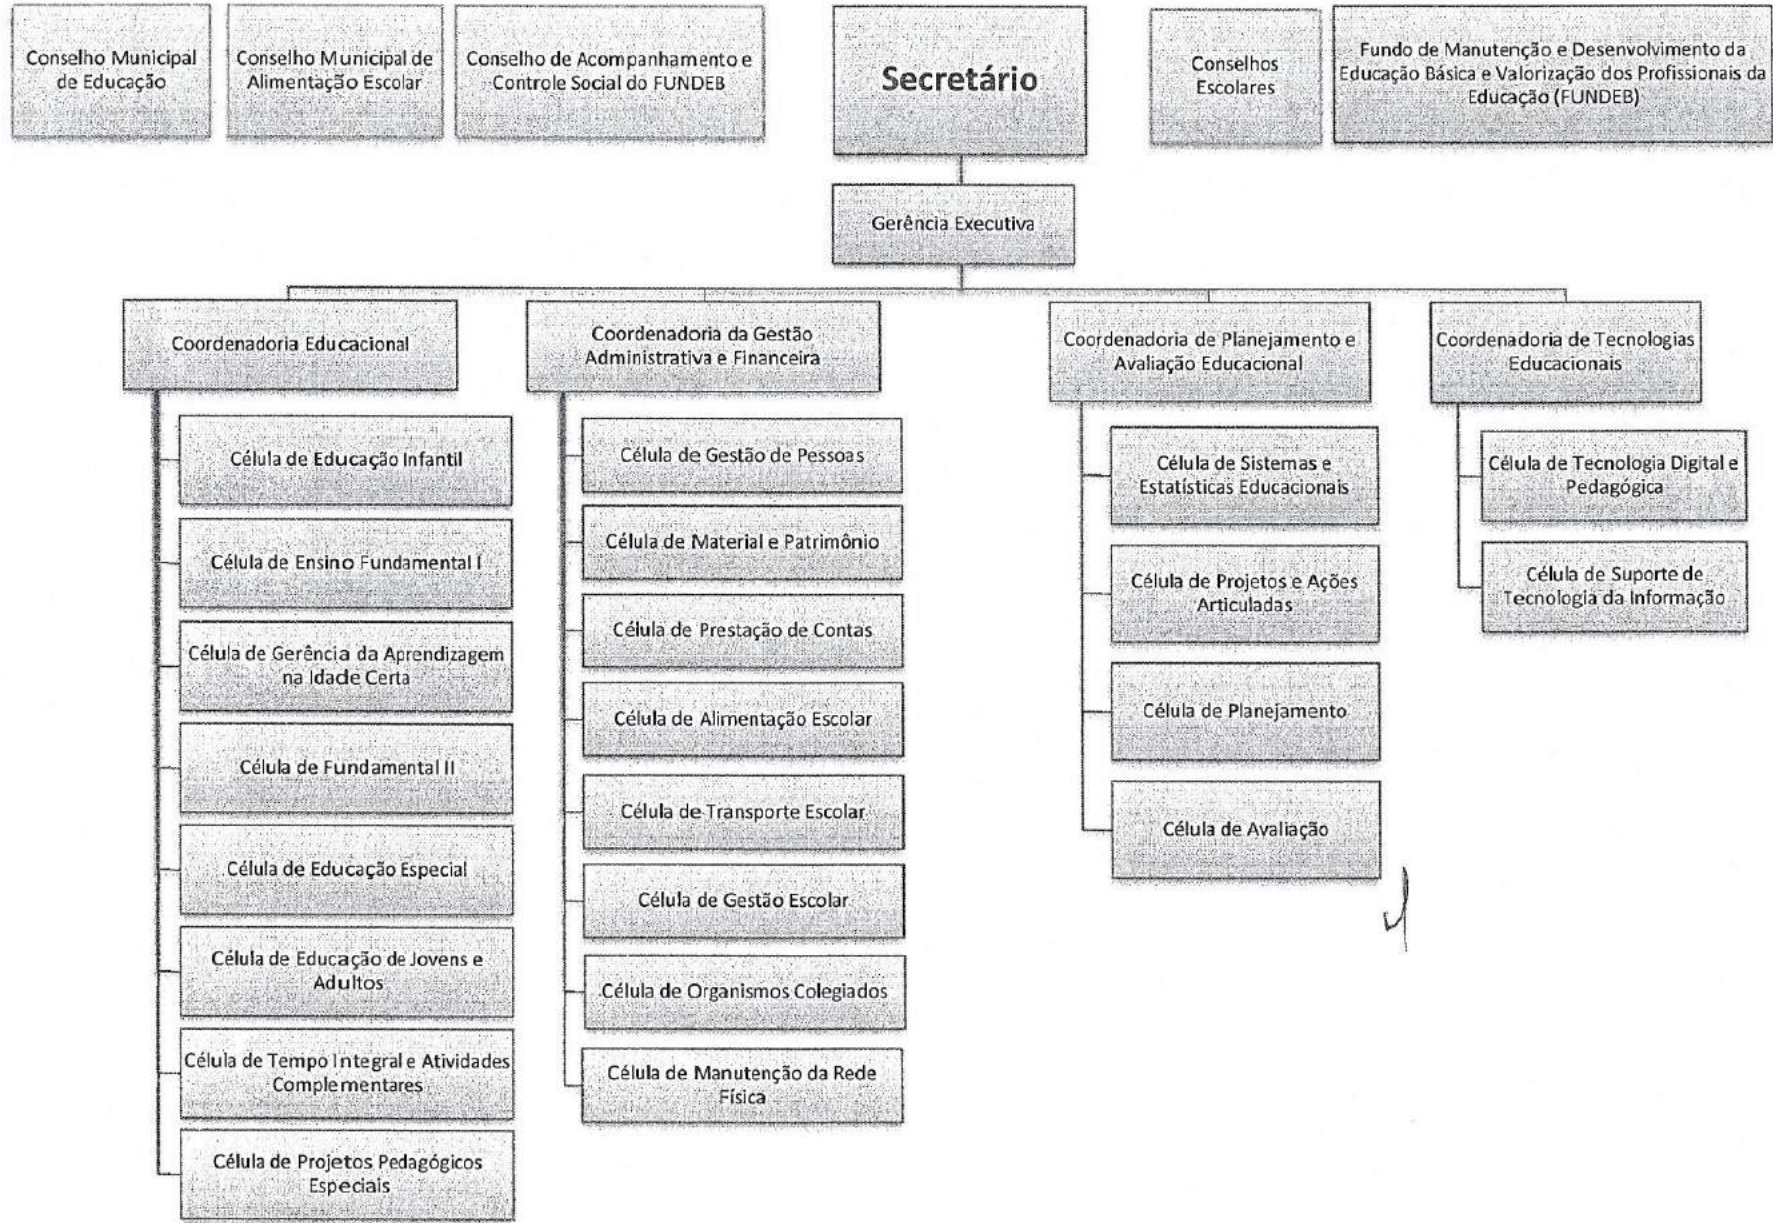 Conselho Municipal
de Educação
Conselho Municipal de
Alimentação Escolar
Conselho de Acompanhamento e
Controle Social do FUNDEB
Secretário
Conselhos
Escolares
Fundo de Manutenção e Desenvolvimento da
Educação Básica e Valorização dos Profissionais da
Educação (FUNDEB)
Gerência Executiva
Coordenadoria Educacional
Célula de Educação Infantil
Célula de Ensino Fundamental I
Célula de Gerência da Aprendizagem
na Idade Certa
Célula de Fundamental II
Célula de Educação Especial
Célula de Educação de Jovens e
Adultos
Célula de Tempo Integral e Atividades
Complementares
Célula de Projetos Pedagógicos
Especiais
Coordenadoria da Gestão
Administrativa e Financeira
Célula de Gestão de Pessoas
Célula de Material e Patrimônio
Célula de Prestação de Contas
Célula de Alimentação Escolar
Célula de Transporte Escolar
Célula de Gestão Escolar
Célula de Organismos Colegiados
Célula de Manutenção da Rede
Física
Coordenadoria de Planejamento e
Avaliação Educacional
Célula de Sistemas e
Estatísticas Educacionais
Célula de Projetos e Ações
Articuladas
Célula de Planejamento
Célula de Avaliação
Coordenadoria de Tecnologias
Educacionais
Célula de Tecnologia Digital e
Pedagógica
Célula de Suporte de
Tecnologia da Informação